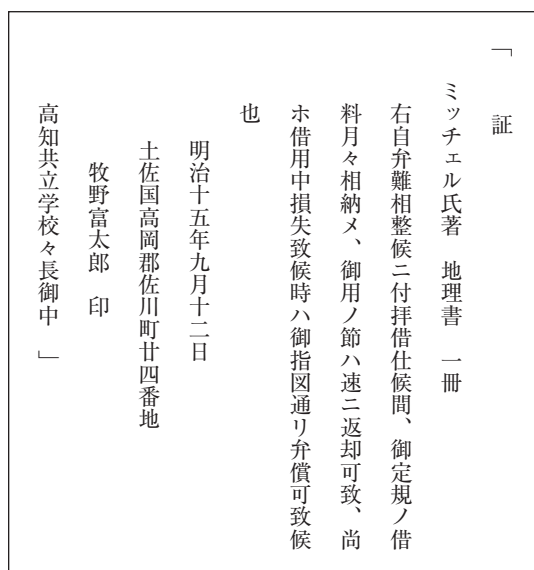 「　証
ミッチェル氏著　地理書　一冊
右自弁難相整候ニ付拝借仕候間、御定規ノ借
料月々相納メ、御用ノ節ハ速ニ返却可致、尚
ホ借用中損失致候時ハ御指図通リ弁償可致候
也
明治十五年九月十二日
土佐国高岡郡佐川町廿四番地
牧野富太郎　印
高知共立学校々長御中　」